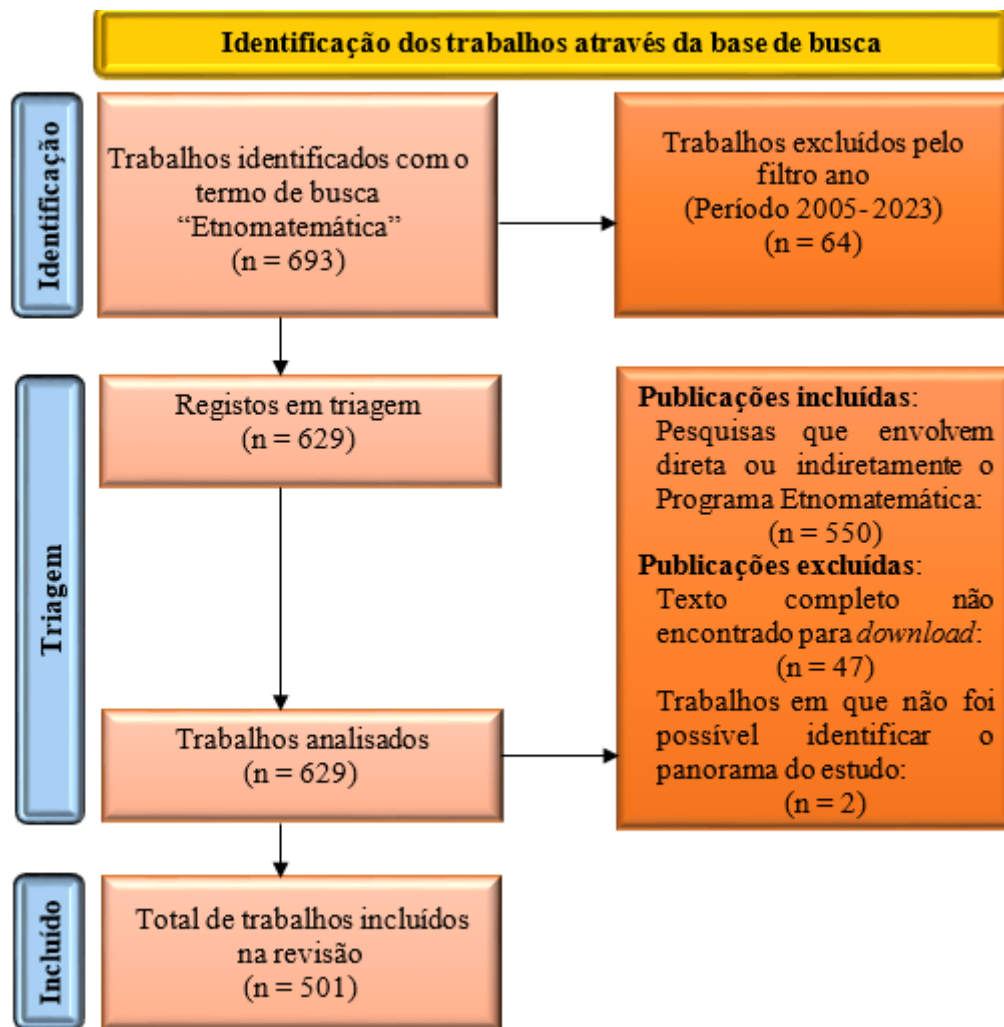 Identificação dos trabalhos através da base de busca
Identificação
Trabalhos identificados com o
termo de busca
“Etnomatemática”
(n = 693)
Trabalhos excluídos pelo
filtro ano
(Período 2005-2023)
(n = 64)
Triagem
Registos em triagem
(n = 629)
Publicações incluídas:
Pesquisas que envolvem
direta ou indiretamente o
Programa Etnomatemática:
(n = 550)
Publicações excluídas:
Texto completo não
encontrado para download:
(n = 47)
Trabalhos em que não foi
possível identificar o
panorama do estudo:
(n = 2)
Trabalhos analisados
(n = 629)
Incluído
Total de trabalhos incluídos
na revisão
(n = 501)